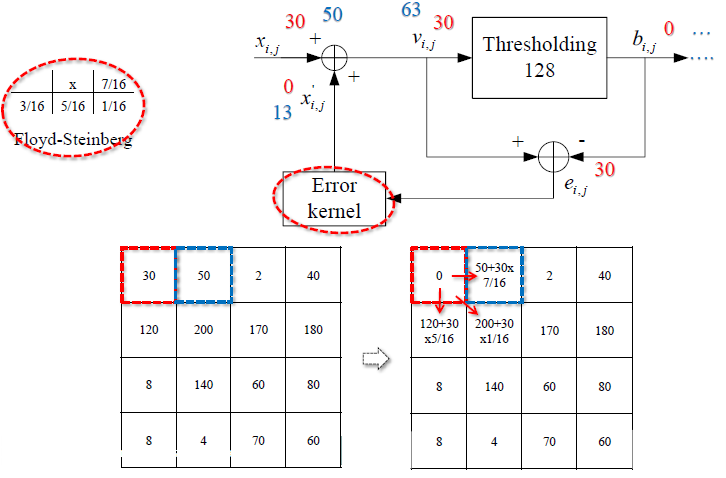 30 50 63
x i,j + v i,j 30 Thresholding 128 b i,j 0 ...
0 x' i,j + ....
13
x 7/16
3/16 5/16 1/16
Floyd-Steinberg
+ -
30
e i,j
Error
kernel
30 50 2 40
120 200 170 180
8 140 60 80
8 4 70 60
0 50+30x 7/16 2 40
120+30 x5/16 200+30 x1/16 170 180
8 140 60 80
8 4 70 60